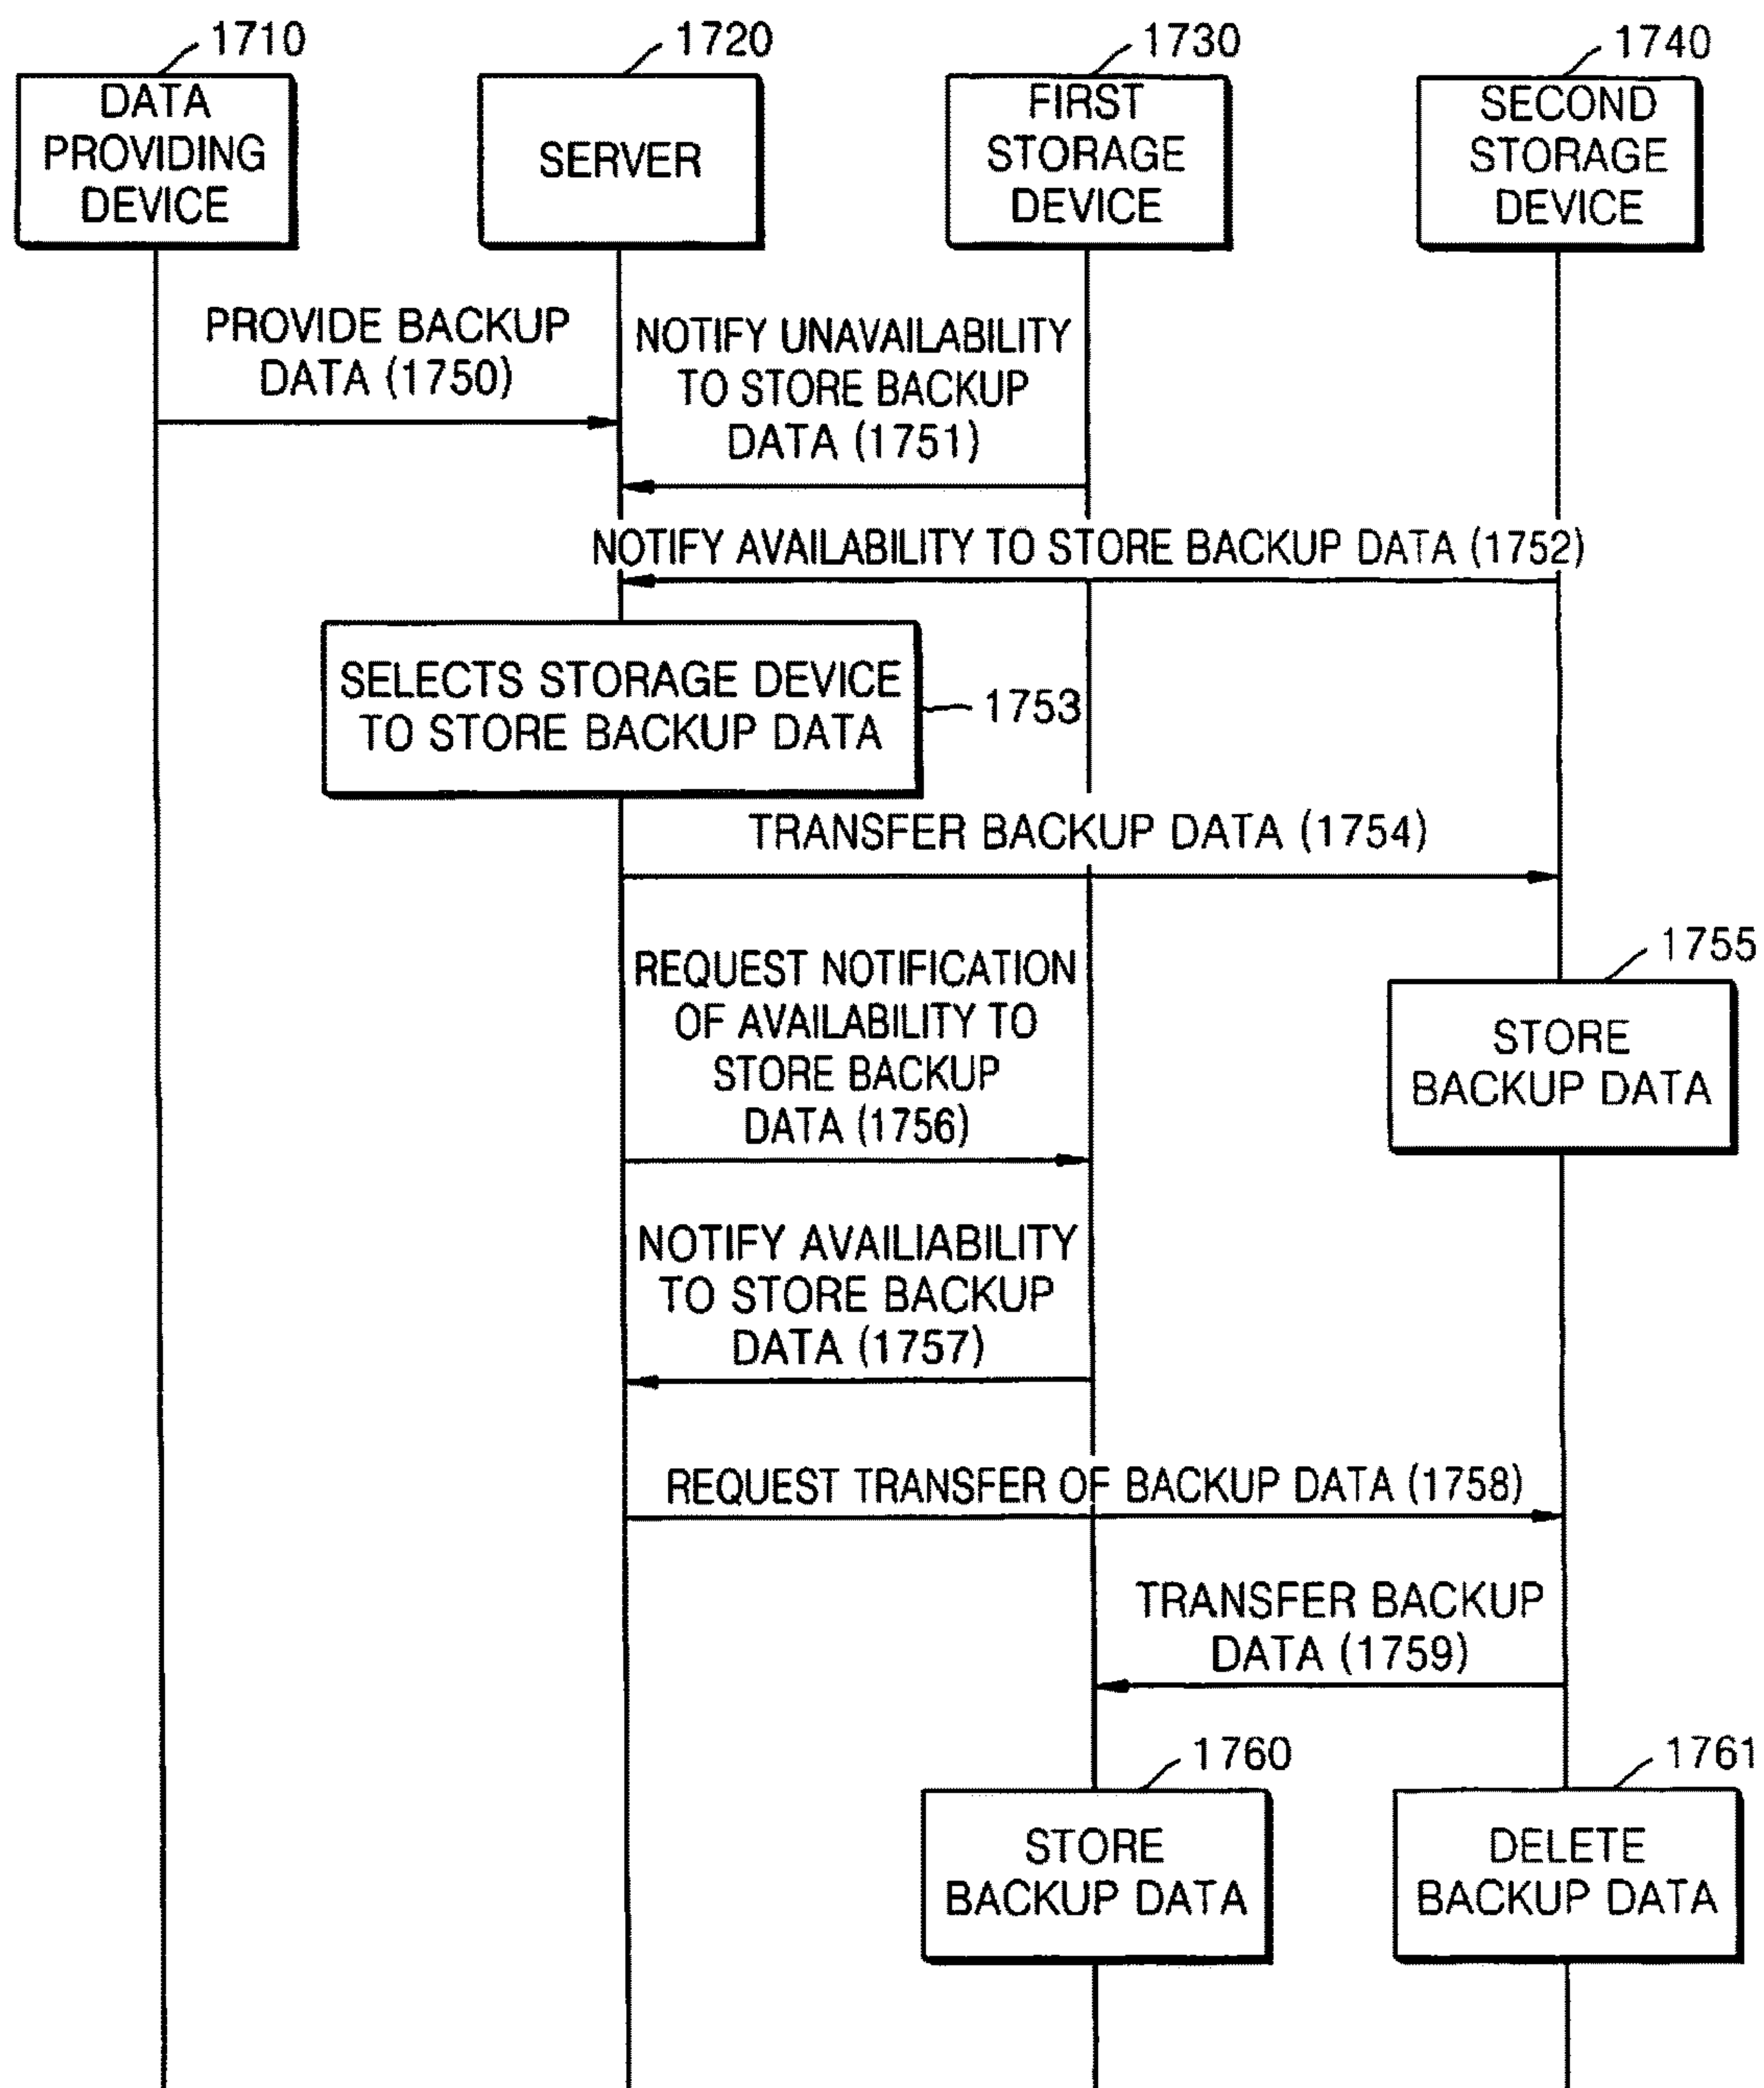 1710
1720
1730
1740
DATA
PROVIDING
DEVICE
SERVER
FIRST
STORAGE
DEVICE
SECOND
STORAGE
DEVICE
PROVIDE BACKUP
DATA (1750)
NOTIFY UNAVAILABILITY
TO STORE BACKUP
DATA (1751)
NOTIFY AVAILABILITY TO STORE BACKUP DATA (1752)
SELECTS STORAGE DEVICE
TO STORE BACKUP DATA
1753
TRANSFER BACKUP DATA (1754)
REQUEST NOTIFICATION
OF AVAILABILITY TO
STORE BACKUP
DATA (1756)
1755
STORE
BACKUP DATA
NOTIFY AVAILIABILITY
TO STORE BACKUP
DATA (1757)
REQUEST TRANSFER OF BACKUP DATA (1758)
TRANSFER BACKUP
DATA (1759)
1760
1761
STORE
BACKUP DATA
DELETE
BACKUP DATA